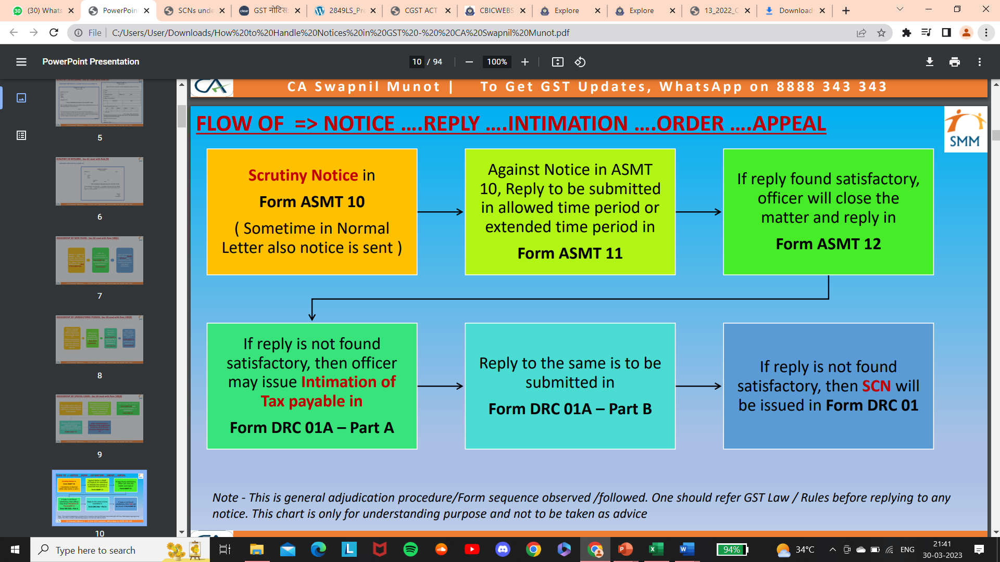 (30) Whats
PowerPoin
SCNs unde
GST नोटिस
2849LS_Pre
CGST ACT
CBICWEBS
Explore
Explore
13_2022_C
Download
File
C:/Users/User/Downloads/How%20to%20Handle%20Notices%20in%20GST%20-%20%20CA%20Swapnil%20Munot.pdf
PowerPoint Presentation
10 / 94
100%
5
6
7
8
9
10
CA Swapnil Munot | To Get GST Updates, WhatsApp on 8888 343 343
FLOW OF => NOTICE ....REPLY ....INTIMATION ....ORDER ....APPEAL
SMM
Scrutiny Notice in
Form ASMT 10
( Sometime in Normal
Letter also notice is sent )
Against Notice in ASMT
10, Reply to be submitted
in allowed time period or
extended time period in
Form ASMT 11
If reply found satisfactory,
officer will close the
matter and reply in
Form ASMT 12
If reply is not found
satisfactory, then officer
may issue Intimation of
Tax payable in
Form DRC 01A – Part A
Reply to the same is to be
submitted in
Form DRC 01A – Part B
If reply is not found
satisfactory, then SCN will
be issued in Form DRC 01
Note - This is general adjudication procedure/Form sequence observed /followed. One should refer GST Law / Rules before replying to any
notice. This chart is only for understanding purpose and not to be taken as advice
Type here to search
94%
34°C
ENG
21:41
30-03-2023